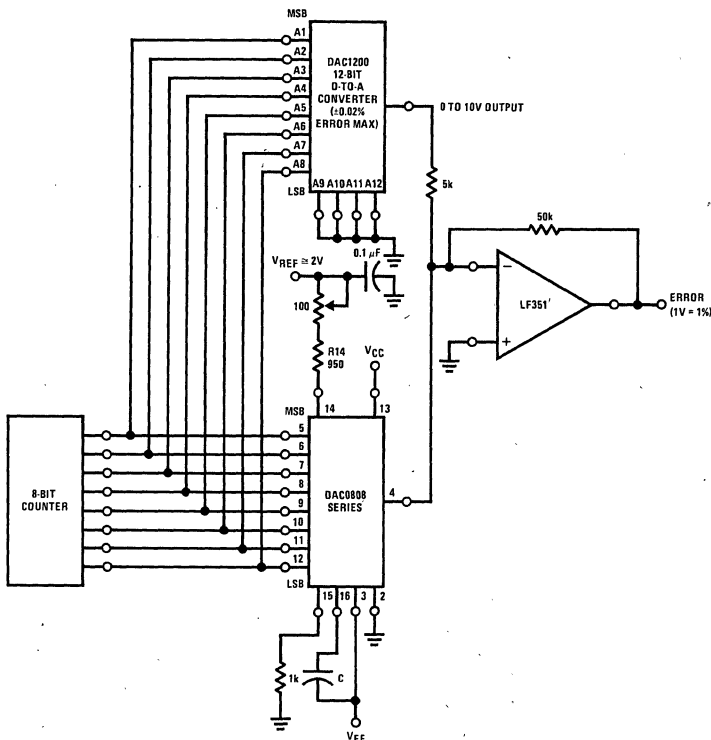 MSB
A1
A2
A3
A4
A5
A6
A7
A8
LSB
DAC1200
12-BIT
D-TO-A
CONVERTER
(±0.02%
ERROR MAX)
A9 A10 A11 A12
0 TO 10V OUTPUT
5k
50k
0.1 µF
VREF ≅ 2V
100
R14
950
VCC
14
13
LF351
−
+
ERROR
(1V = 1%)
MSB
5
6
7
8
9
10
11
12
LSB
8-BIT
COUNTER
DAC0808
SERIES
4
15 16 3 2
1k
C
VEE